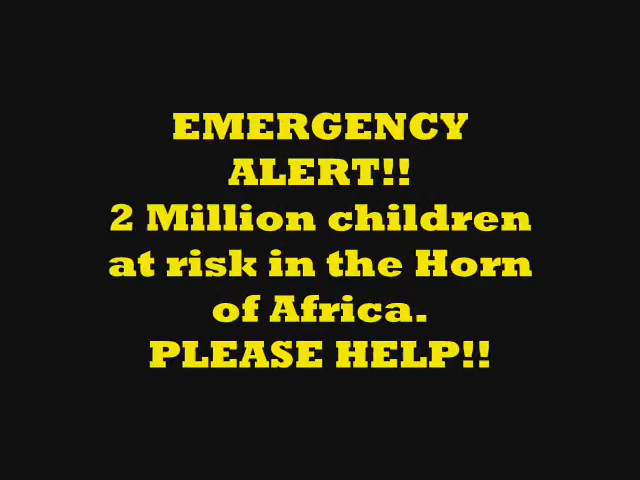 EMERGENCY
ALERT!!
2 Million children
at risk in the Horn
of Africa.
PLEASE HELP!!